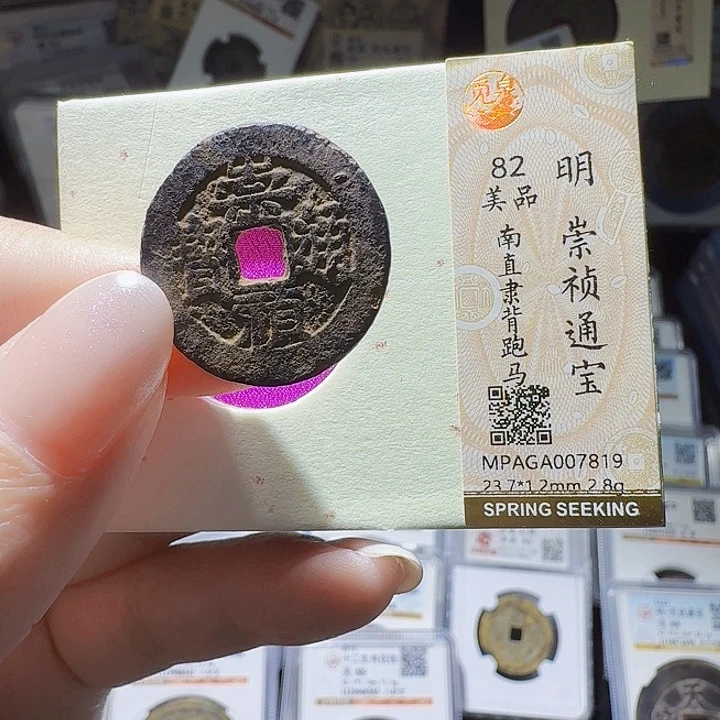 崇禎通寶
觅泉
82
美品
明 崇祯通宝
南直隶背跑马
MPAGA007819
23.7*1.2mm 2.8g
SPRING SEEKING